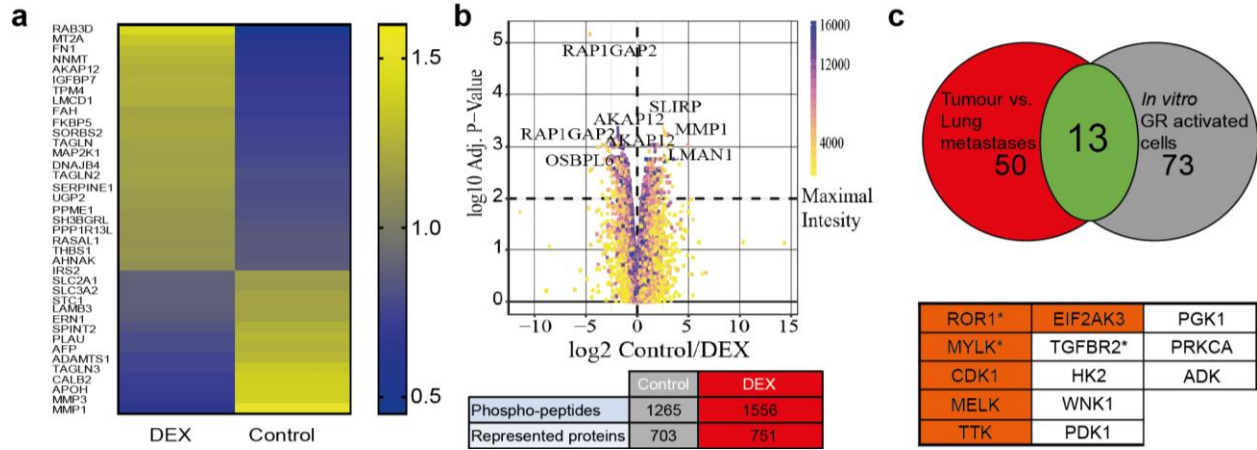 a
RAB3D
MT2A
FN1
NNMT
AKAP12
IGFBP7
TPM4
LMCD1
FAH
FKBP5
SORBS2
TAGLN
MAP2K1
DNAJB4
TAGLN2
SERPINE1
UGP2
PPME1
SH3BGRL
PPP1R13L
RASAL1
THBS1
AHNAK
IRS2
SLC2A1
SLC3A2
STC1
LAMB3
ERN1
SPINT2
PLAU
AFP
ADAMTS1
TAGLN3
CALB2
APOH
MMP3
MMP1
DEX Control
1.5
1.0
0.5
b
log10 Adj. P-Value
5
4
3
2
1
0
RAP1GAP2
SLIRP
AKAP12
RAP1GAP2
MMP1
AKAP12
OSBPL6
LMAN1
−10 −5 0 5 10 15
log2 Control/DEX
16000
12000
4000
Maximal
Intesity
Control DEX
Phospho-peptides 1265 1556
Represented proteins 703 751
c
Tumour vs.
Lung
metastases
50
13
In vitro
GR activated
cells
73
ROR1* EIF2AK3 PGK1
MYLK* TGFBR2* PRKCA
CDK1 HK2 ADK
MELK WNK1
TTK PDK1